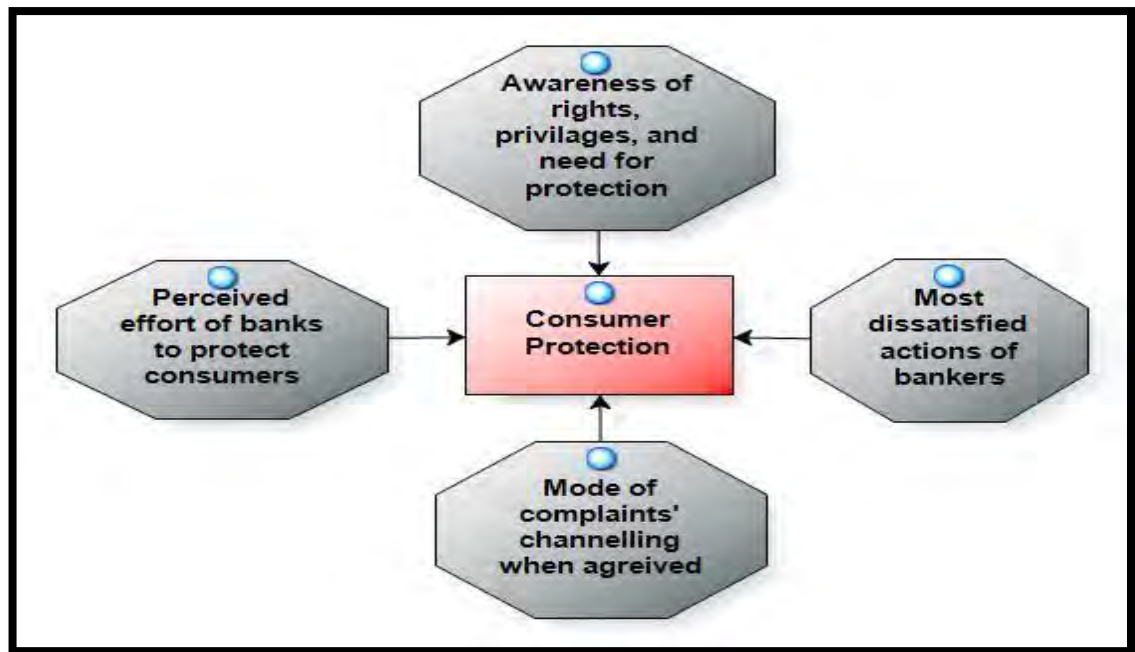 Awareness of
rights,
privilages, and
need for
protection
Perceived
effort of banks
to protect
consumers
Consumer
Protection
Most
dissatisfied
actions of
bankers
Mode of
complaints'
channelling
when agreived